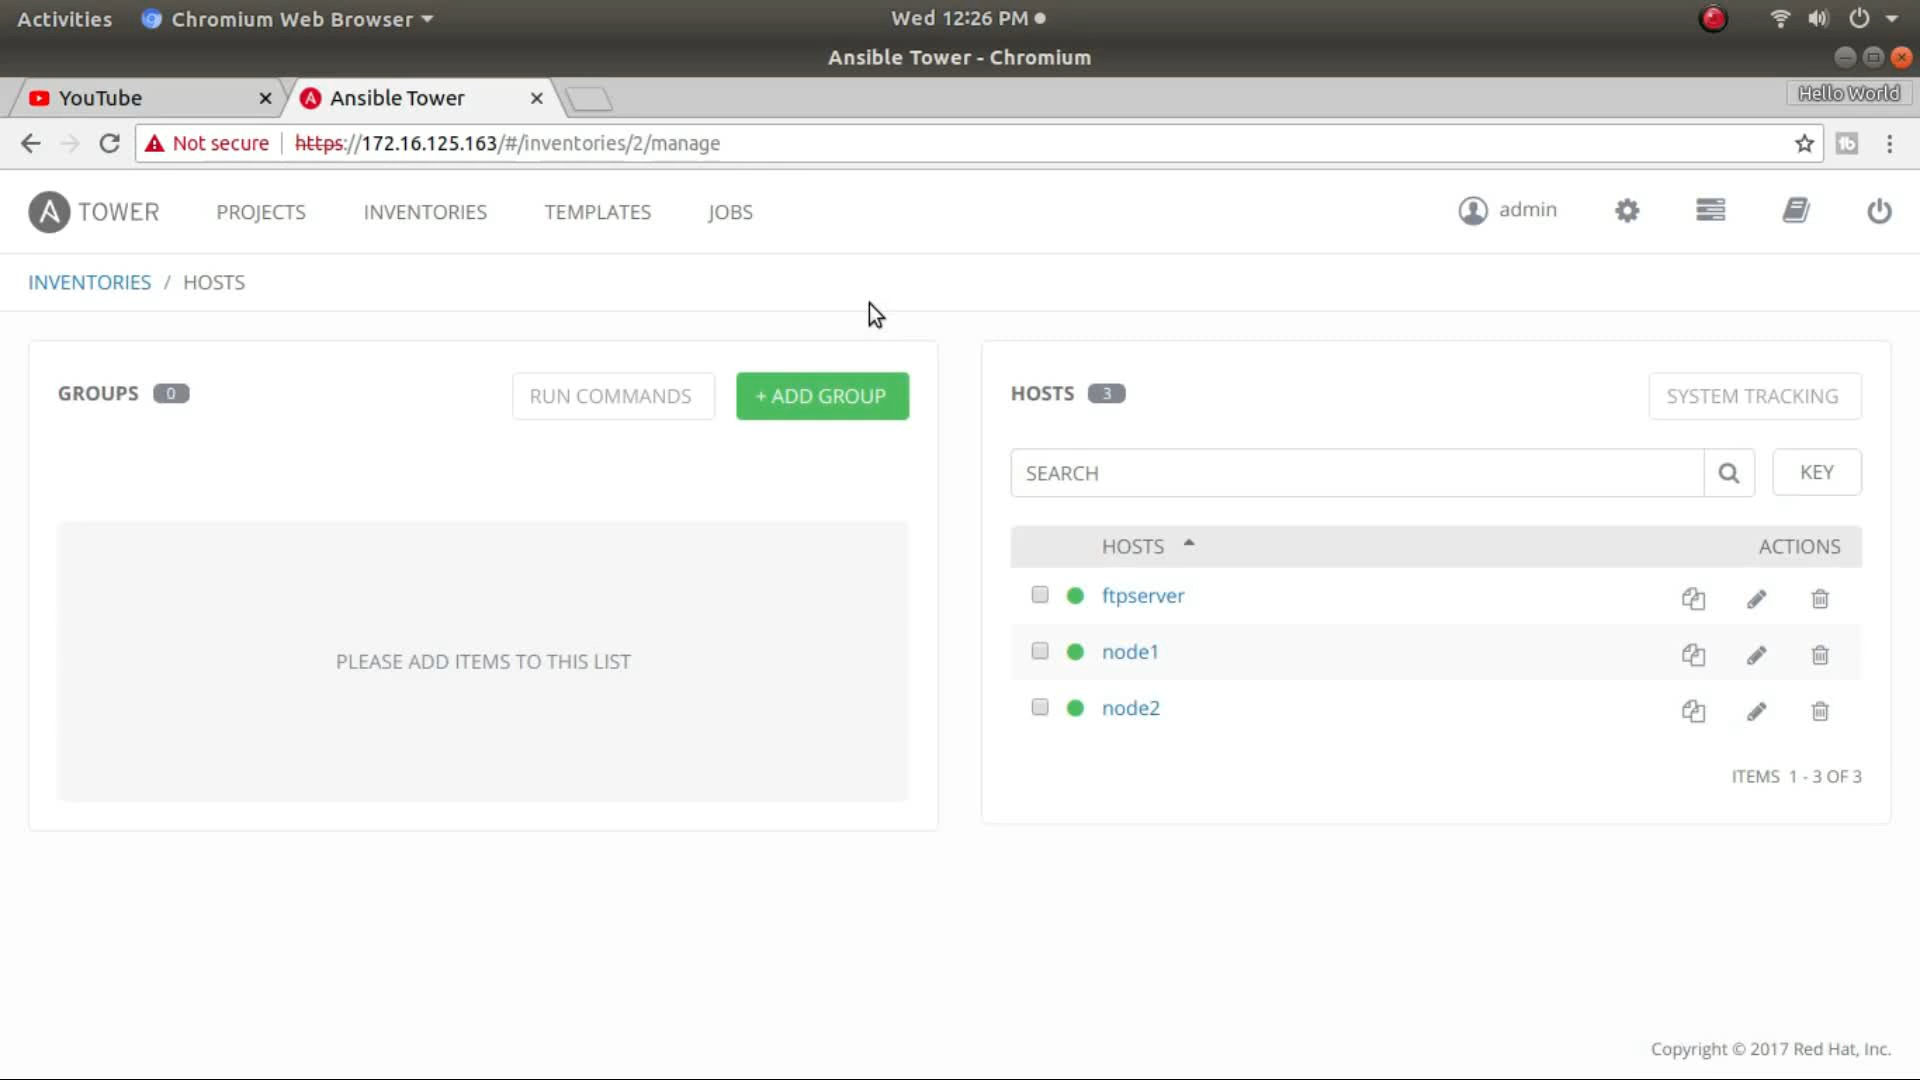 Activities Chromium Web Browser Wed 12:26 PM
Ansible Tower - Chromium
YouTube Ansible Tower Hello World
Not secure https://172.16.125.163/#/inventories/2/manage
A TOWER PROJECTS INVENTORIES TEMPLATES JOBS admin
INVENTORIES / HOSTS
GROUPS 0 RUN COMMANDS + ADD GROUP
PLEASE ADD ITEMS TO THIS LIST
HOSTS 3 SYSTEM TRACKING
SEARCH KEY
HOSTS ACTIONS
ftpserver
node1
node2
ITEMS 1 - 3 OF 3
Copyright © 2017 Red Hat, Inc.